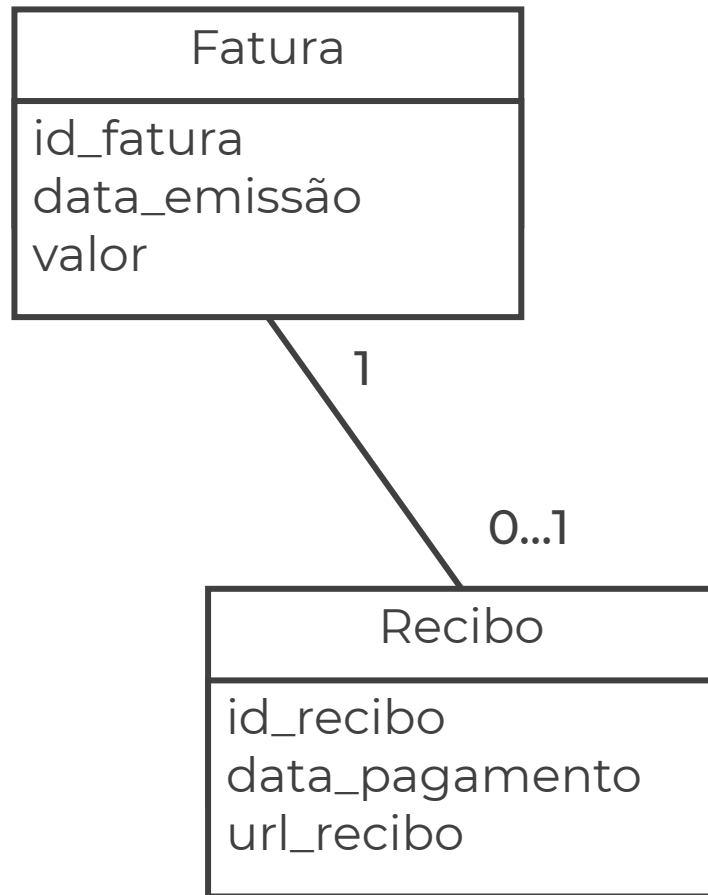 Fatura
id_fatura
data_emissão
valor
1
0...1
Recibo
id_recibo
data_pagamento
url_recibo